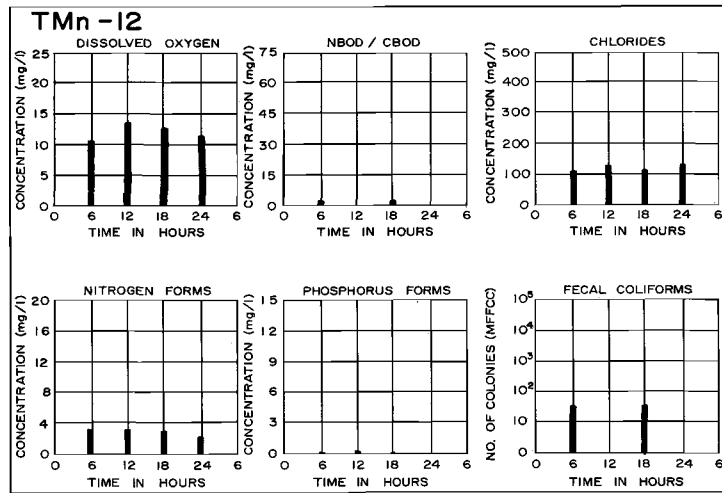 TMn-12
DISSOLVED OXYGEN
CONCENTRATION (mg/l)
25
20
15
10
5
0
0 6 12 18 24 6
TIME IN HOURS
NBOD / CBOD
CONCENTRATION (mg/l)
75
60
45
30
15
0
0 6 12 18 24 6
TIME IN HOURS
CHLORIDES
CONCENTRATION (mg/l)
500
400
300
200
100
0
0 6 12 18 24 6
TIME IN HOURS
NITROGEN FORMS
CONCENTRATION (mg/l)
20
16
12
8
4
0
0 6 12 18 24 6
TIME IN HOURS
PHOSPHORUS FORMS
CONCENTRATION (mg/l)
15
12
9
6
3
0
0 6 12 18 24 6
TIME IN HOURS
FECAL COLIFORMS
NO. OF COLONIES (MFFCC)
10⁵
10⁴
10³
10²
10
0
0 6 12 18 24 6
TIME IN HOURS